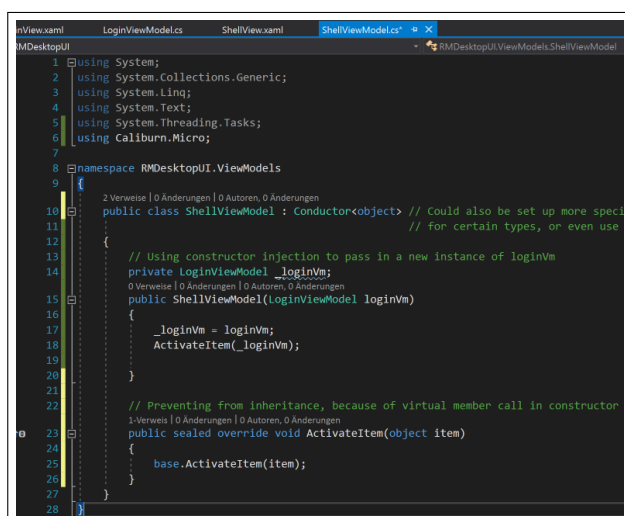 nView.xaml LoginViewModel.cs ShellView.xaml ShellViewModel.cs*
RMDesktopUI RMDesktopUI.ViewModels.ShellViewModel
1 using System;
2 using System.Collections.Generic;
3 using System.Linq;
4 using System.Text;
5 using System.Threading.Tasks;
6 using Caliburn.Micro;
7
8 namespace RMDesktopUI.ViewModels
9 {
2 Verweise | 0 Änderungen | 0 Autoren, 0 Änderungen
10 public class ShellViewModel : Conductor<object> // Could also be set up more speci
11 // for certain types, or even use
12 {
13 // Using constructor injection to pass in a new instance of loginVm
14 private LoginViewModel _loginVm;
0 Verweise | 0 Änderungen | 0 Autoren, 0 Änderungen
15 public ShellViewModel(LoginViewModel loginVm)
16 {
17 _loginVm = loginVm;
18 ActivateItem(_loginVm);
19
20 }
21
22 // Preventing from inheritance, because of virtual member call in constructor
1-Verweis | 0 Änderungen | 0 Autoren, 0 Änderungen
23 public sealed override void ActivateItem(object item)
24 {
25 base.ActivateItem(item);
26 }
27 }
28 }